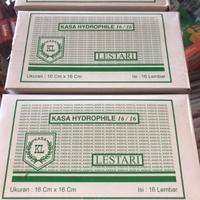 KASA HYDROPHILE 16/16
KL
LESTARI
Ukuran : 16 Cm x 16 Cm
Isi : 16 Lembar
KASA HYDROPHILE 16/16
KASA
KL
LESTARI
Ukuran : 16 Cm x 16 Cm
Isi : 16 Lembar